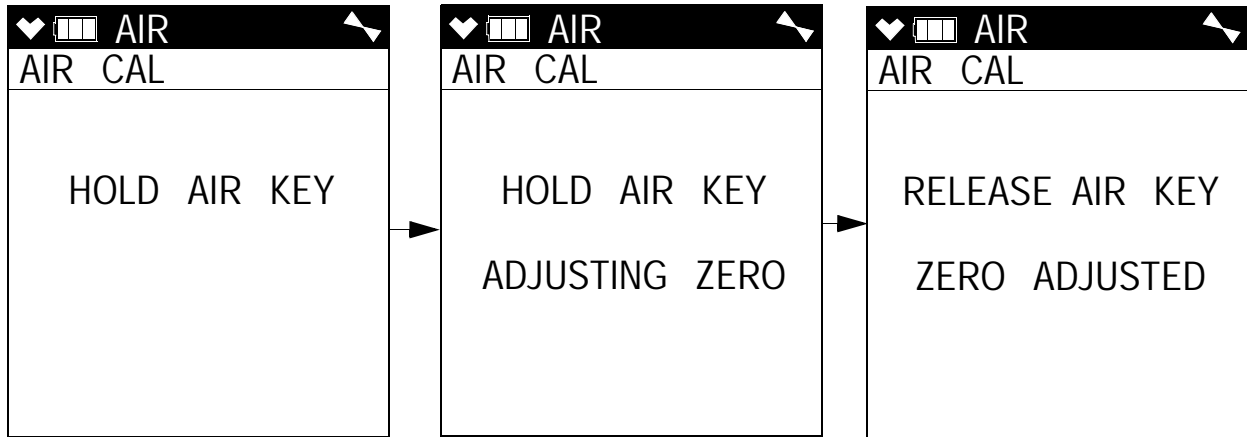 AIR
AIR CAL
HOLD AIR KEY
AIR
AIR CAL
HOLD AIR KEY
ADJUSTING ZERO
AIR
AIR CAL
RELEASE AIR KEY
ZERO ADJUSTED